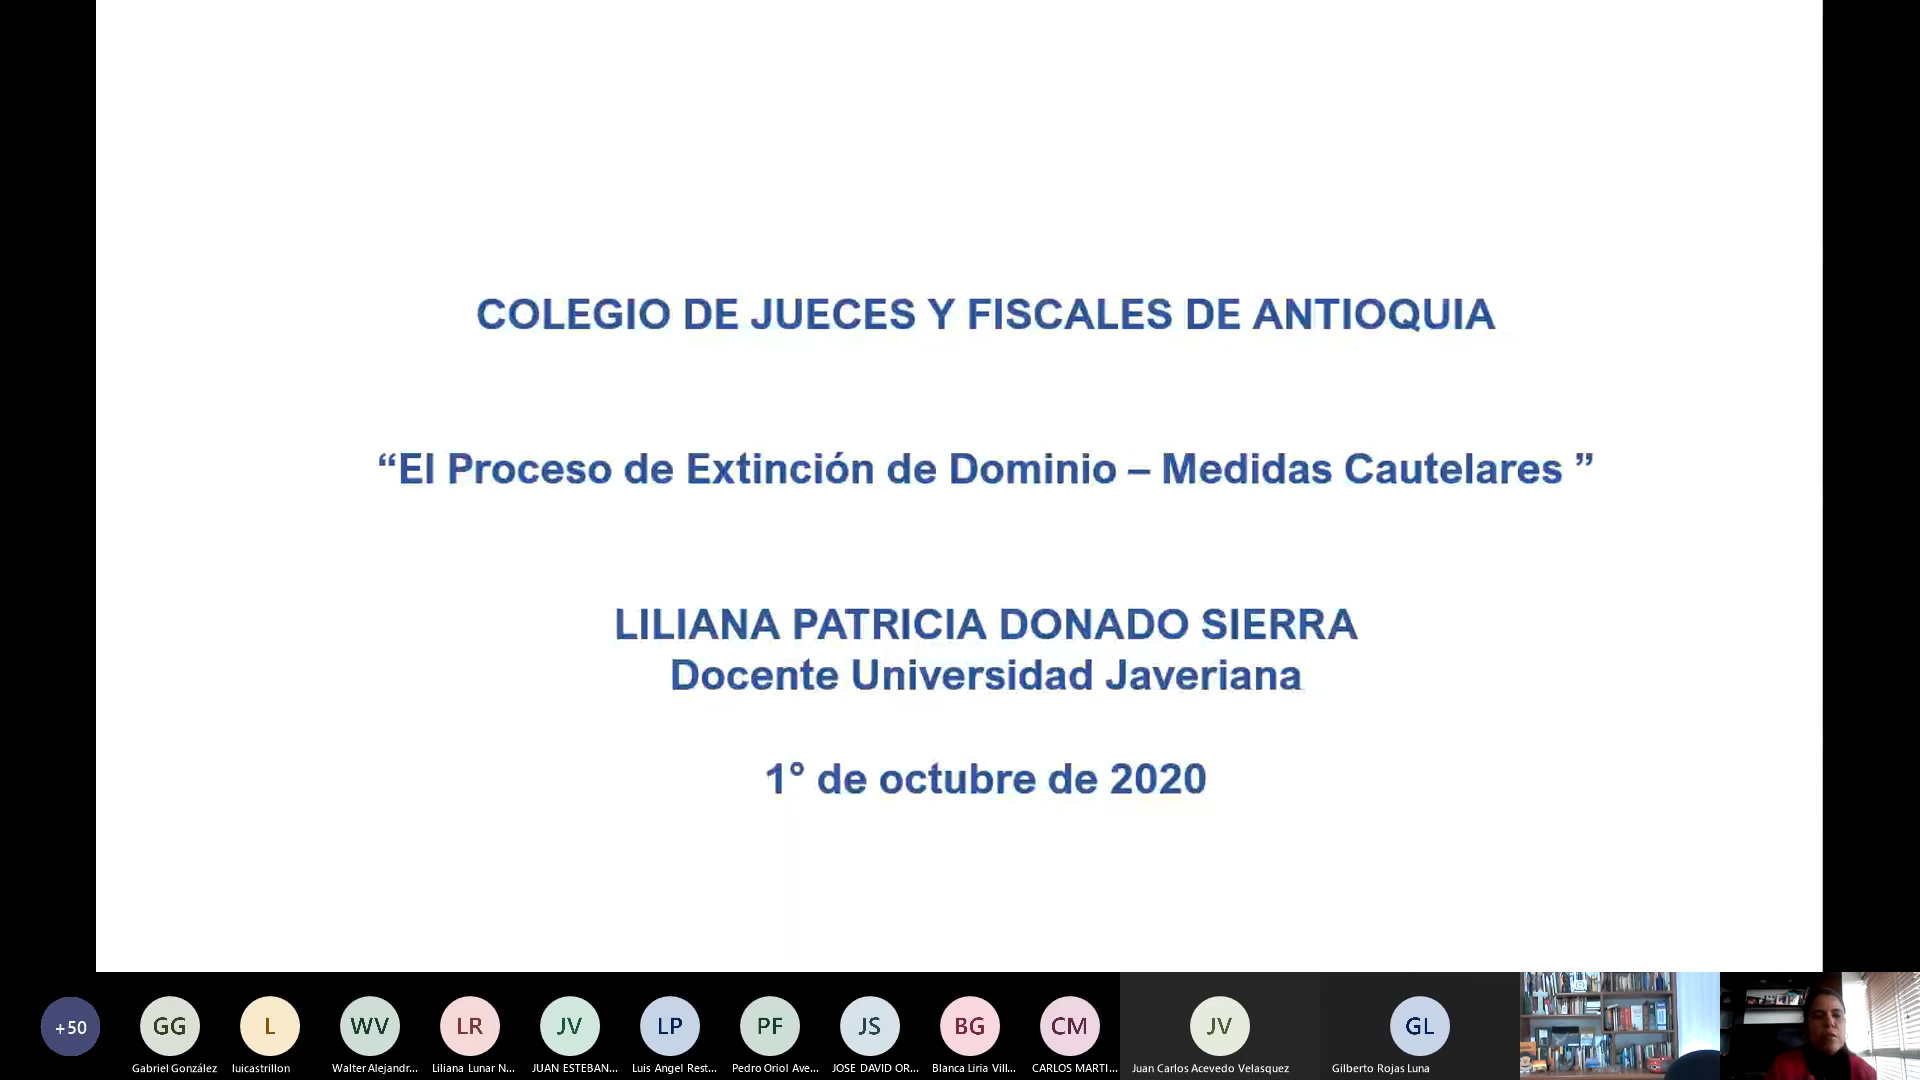 COLEGIO DE JUECES Y FISCALES DE ANTIOQUIA
“El Proceso de Extinción de Dominio – Medidas Cautelares ”
LILIANA PATRICIA DONADO SIERRA
Docente Universidad Javeriana
1° de octubre de 2020
+50
GG
L
WV
LR
JV
LP
PF
JS
BG
CM
JV
GL
Gabriel González
luicastrillon
Walter Alejandr...
Liliana Lunar N...
JUAN ESTEBAN...
Luis Angel Rest...
Pedro Oriol Ave...
JOSE DAVID OR...
Blanca Liria Vill...
CARLOS MARTI...
Juan Carlos Acevedo Velasquez
Gilberto Rojas Luna